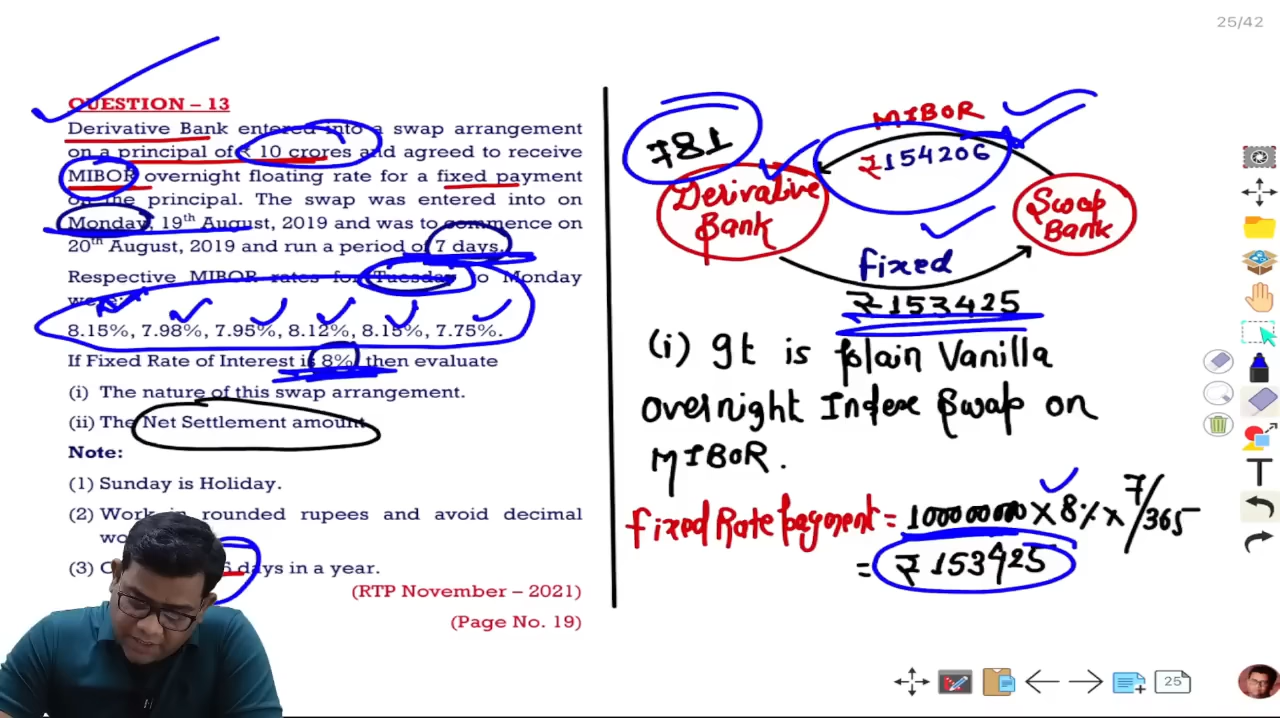 25/42
QUESTION – 13
Derivative Bank entered into a swap arrangement
on a principal of ₹ 10 crores and agreed to receive
MIBOR overnight floating rate for a fixed payment
on the principal. The swap was entered into on
Monday, 19th August, 2019 and was to commence on
20th August, 2019 and run a period of 7 days.
Respective MIBOR rates for Tuesday to Monday
were:
8.15%, 7.98%, 7.95%, 8.12%, 8.15%, 7.75%.
If Fixed Rate of Interest is 8%, then evaluate
(i) The nature of this swap arrangement.
(ii) The Net Settlement amount
Note:
(1) Sunday is Holiday.
(2) Work in rounded rupees and avoid decimal
(3) days in a year.
(RTP November – 2021)
(Page No. 19)
781
MIBOR
₹154206
Derivative
Bank
Swap
Bank
fixed
₹153425
(i) It is plain Vanilla
overnight Index Swap on
MIBOR.
Fixed Rate payment = 100000000 × 8% × 7/365
= ₹153425
T
25